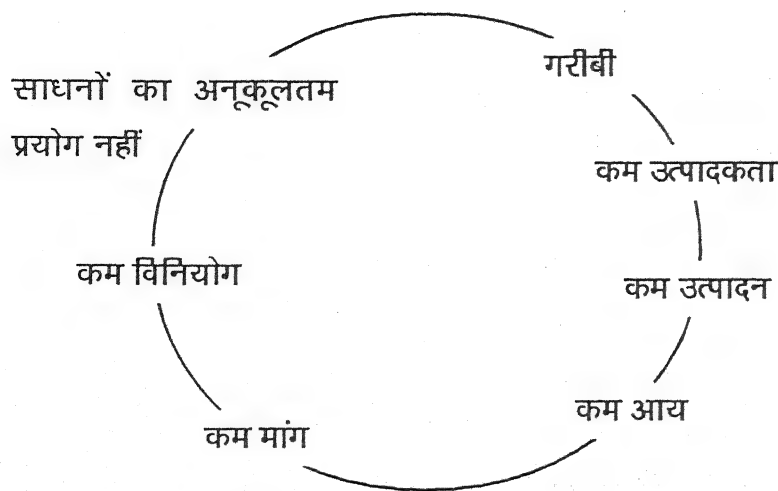 गरीबी
साधनों का अनूकूलतम
प्रयोग नहीं
कम उत्पादकता
कम विनियोग
कम उत्पादन
कम आय
कम मांग